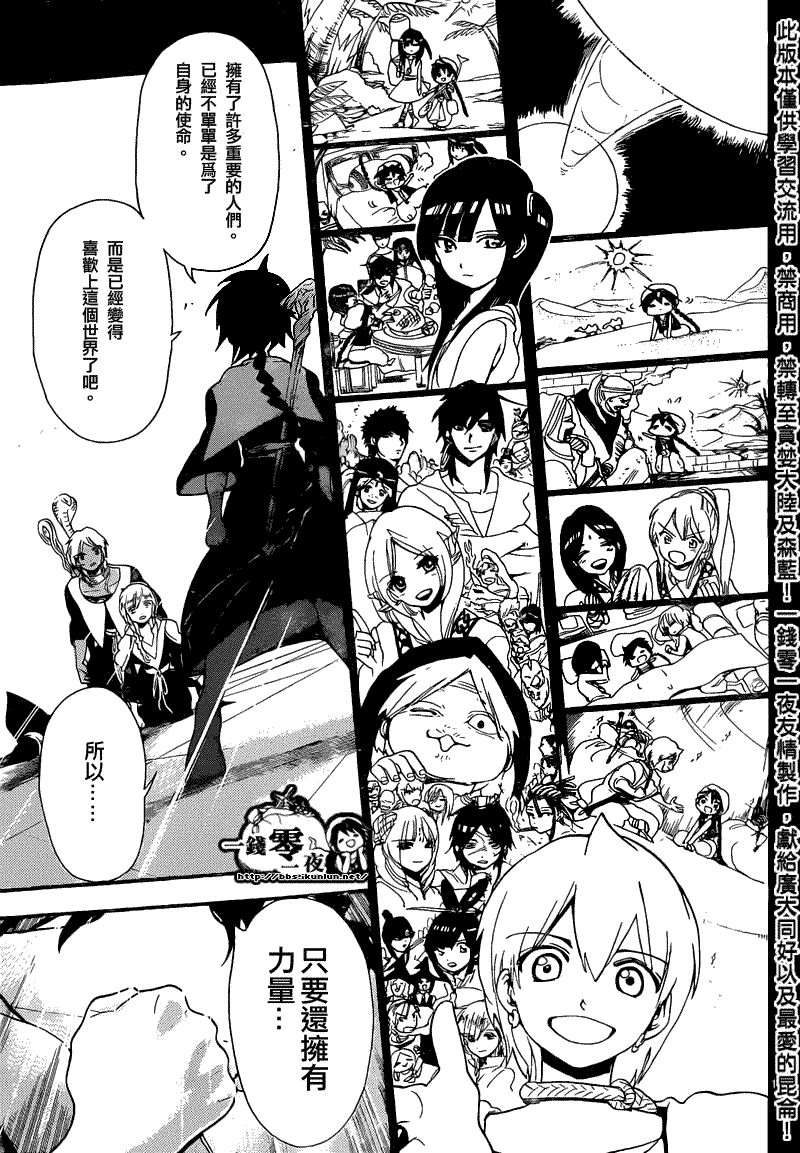 擁有了許多重要的人們。
已經不單單是爲了
自身的使命。
而是已經變得
喜歡上這個世界了吧。
所以……
只要還擁有
力量…
一錢零一夜
http://bbs.ikunlun.net/
此版本僅供學習交流用，禁商用，禁轉至貪婪大陸及森藍！一錢零一夜友情製作，獻給廣大同好以及最愛的昆侖！